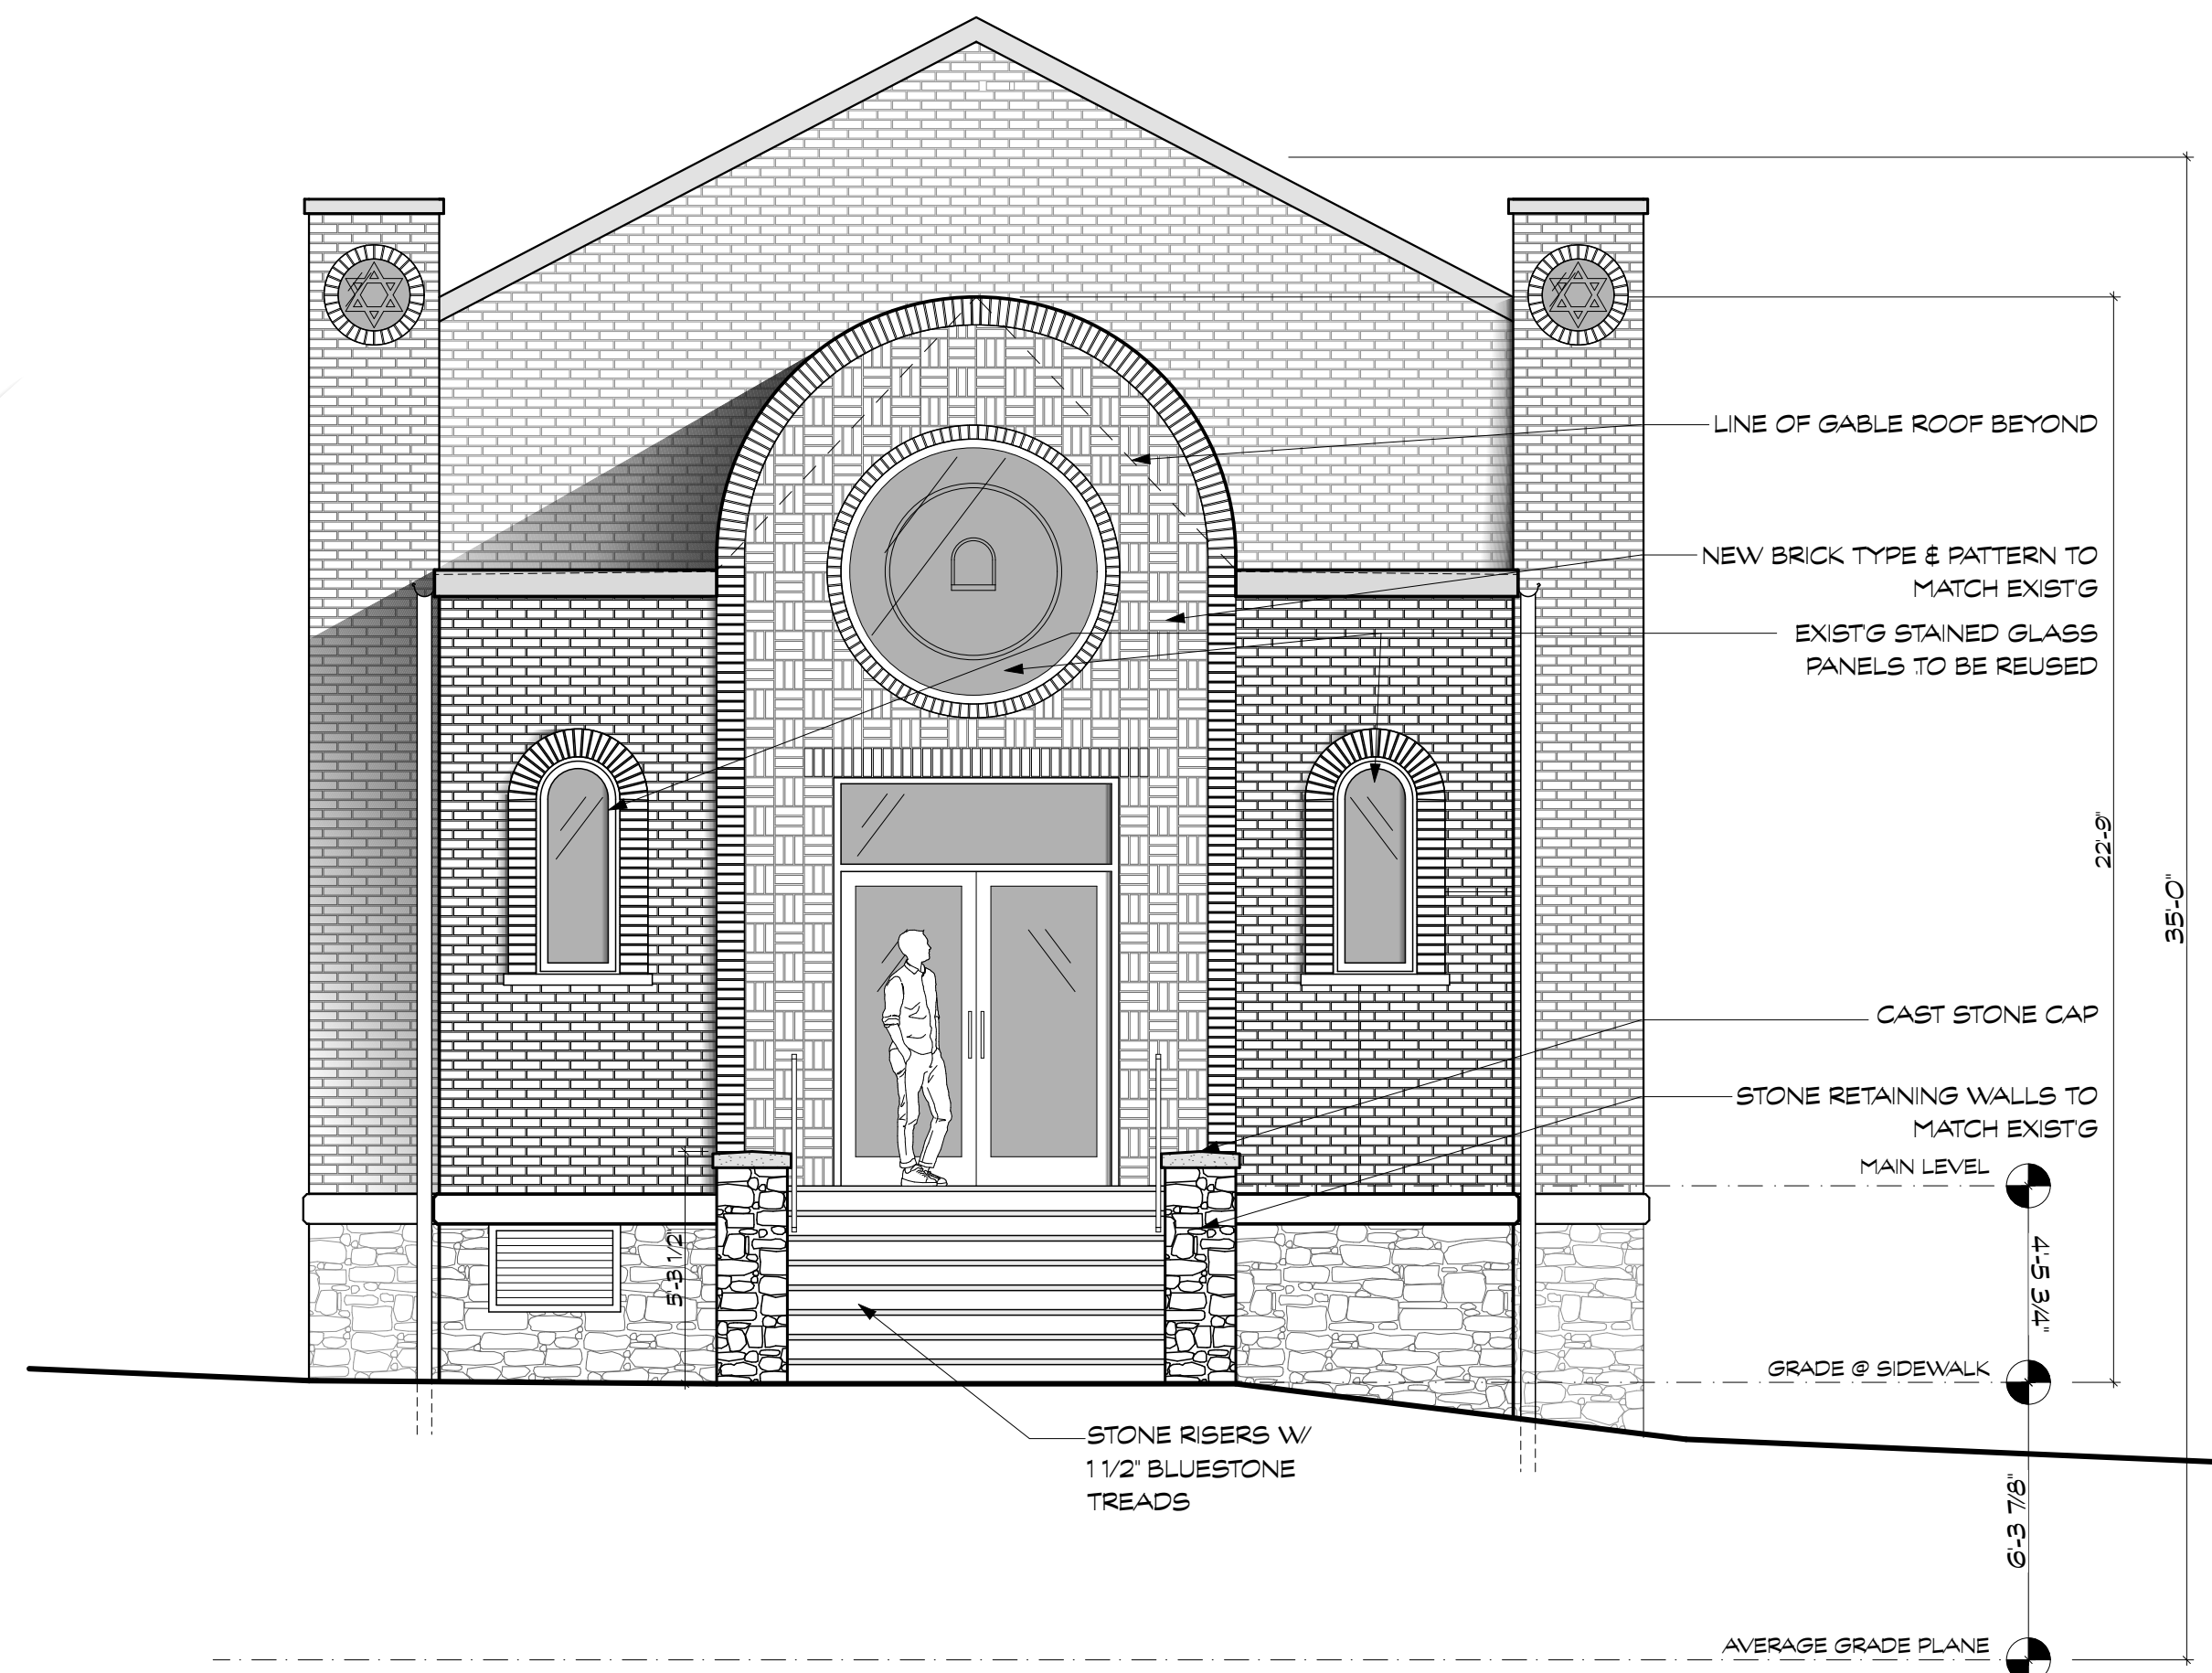 LINE OF GABLE ROOF BEYOND
NEW BRICK TYPE & PATTERN TO
MATCH EXIST'G
EXIST'G STAINED GLASS
PANELS TO BE REUSED
22'-9"
35'-0"
CAST STONE CAP
STONE RETAINING WALLS TO
MATCH EXIST'G
MAIN LEVEL
5'-3 1/2"
4'-5 3/4"
GRADE @ SIDEWALK
STONE RISERS W/
1 1/2" BLUESTONE
TREADS
6'-3 7/8"
AVERAGE GRADE PLANE